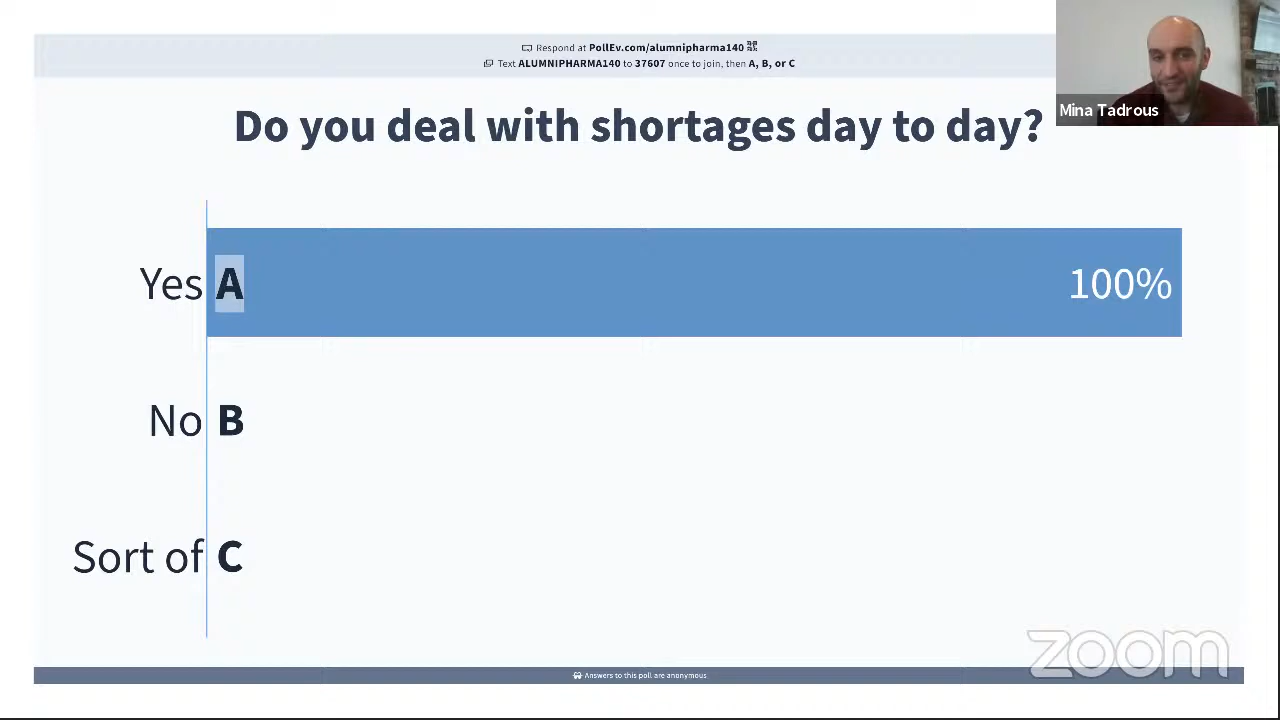 Respond at PollEv.com/alumnipharma140
Text ALUMNIPHARMA140 to 37607 once to join, then A, B, or C
Mina Tadrous
Do you deal with shortages day to day?
Yes A 100%
No B
Sort of C
zoom
Answers to this poll are anonymous